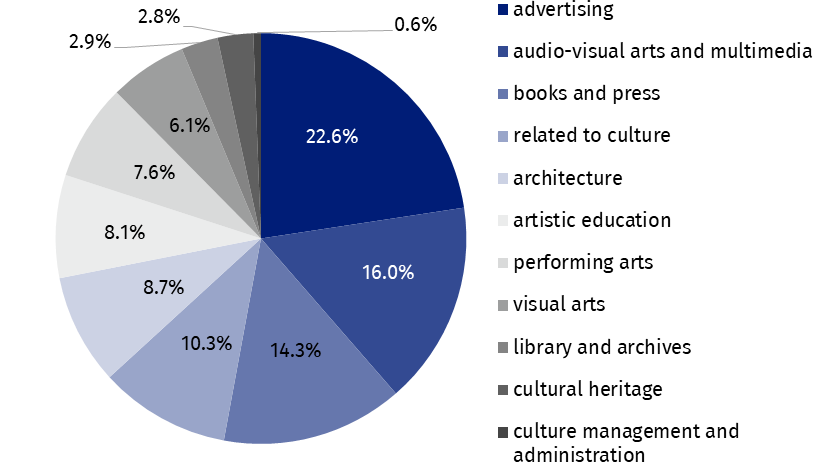 2.8%
0.6%
2.9%
6.1%
22.6%
7.6%
8.1%
16.0%
8.7%
10.3%
14.3%
advertising
audio-visual arts and multimedia
books and press
related to culture
architecture
artistic education
performing arts
visual arts
library and archives
cultural heritage
culture management and
administration